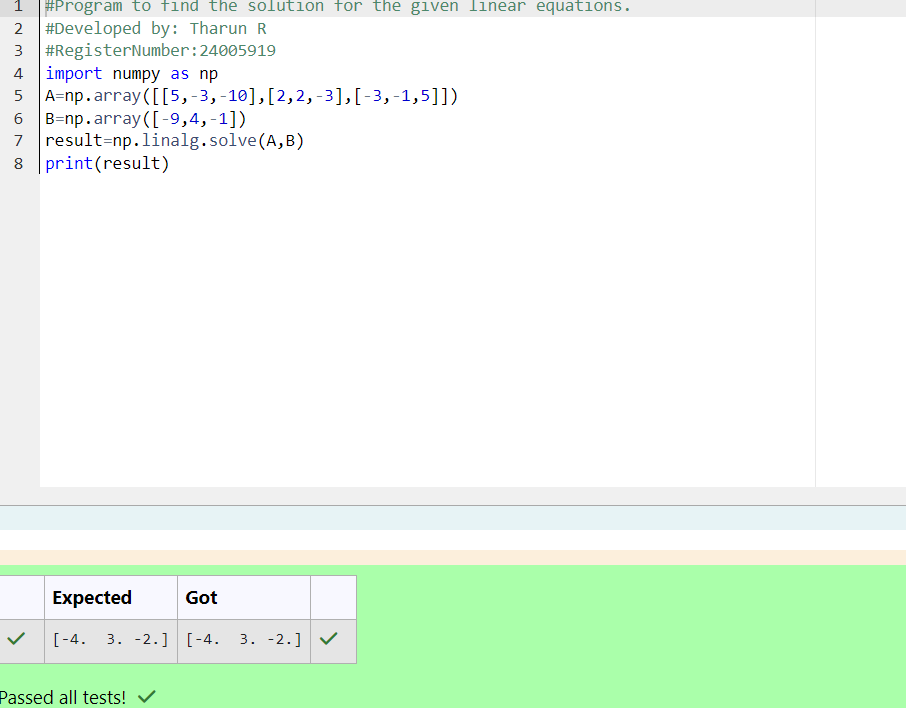 1 #Program to find the solution for the given linear equations.
2 #Developed by: Tharun R
3 #RegisterNumber:24005919
4 import numpy as np
5 A=np.array([[5,-3,-10],[2,2,-3],[-3,-1,5]])
6 B=np.array([-9,4,-1])
7 result=np.linalg.solve(A,B)
8 print(result)
Expected Got
[-4.  3. -2.] [-4.  3. -2.]
Passed all tests!